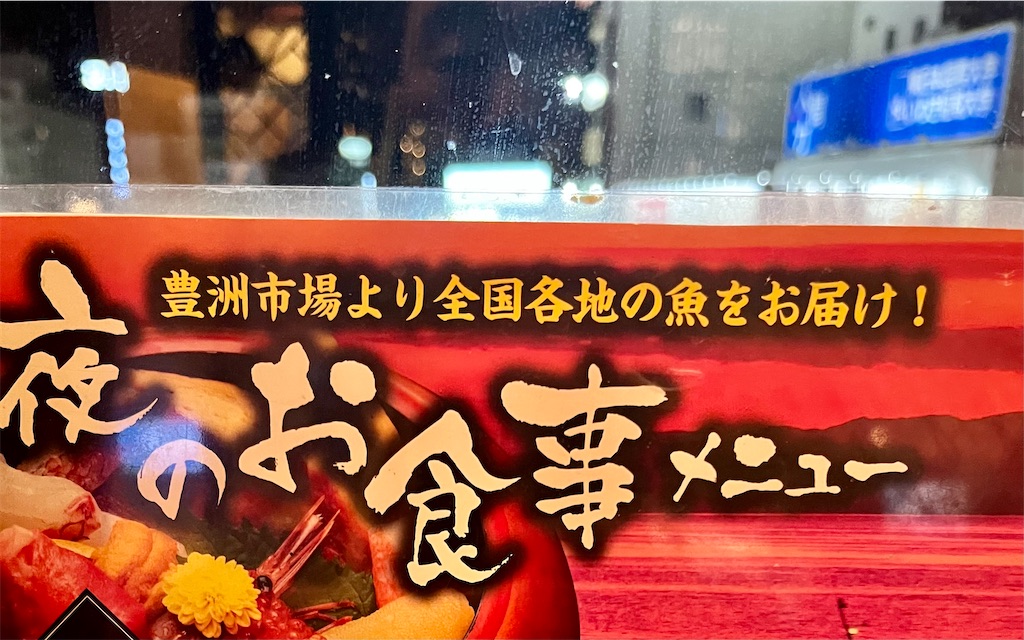 豊洲市場より全国各地の魚をお届け！
夜のお食事メニュー